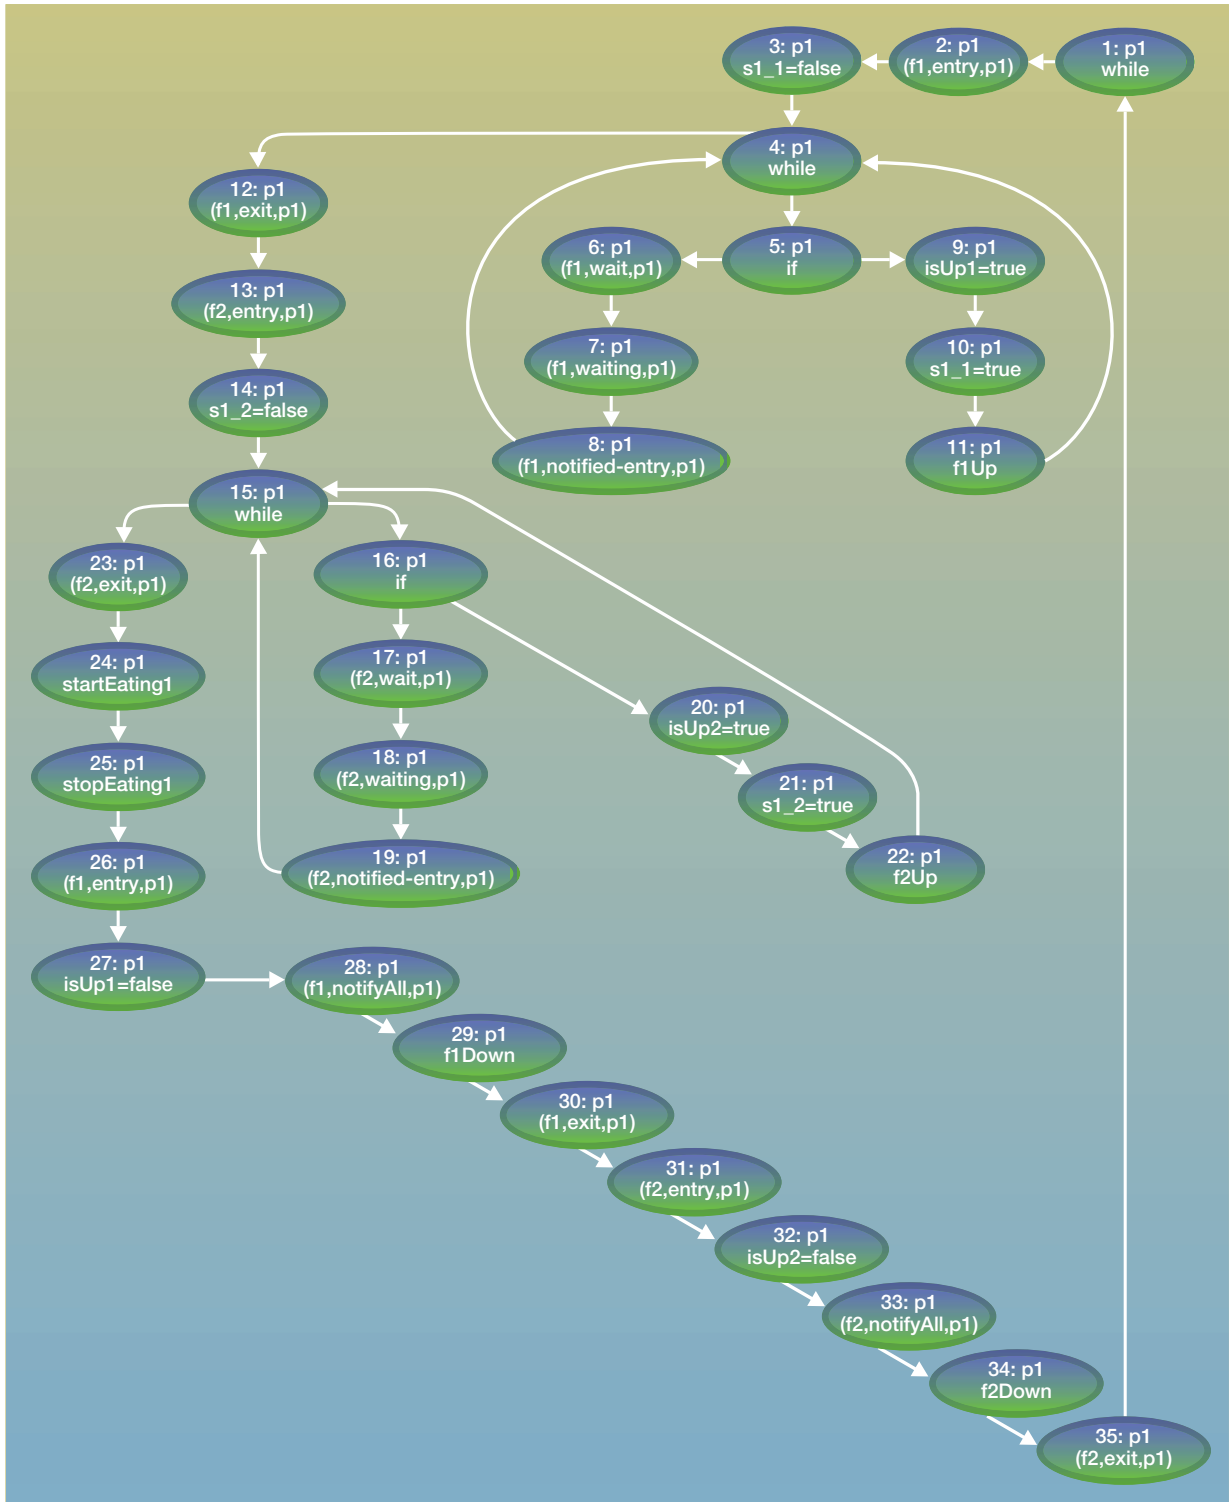 1: p1
while
2: p1
(f1,entry,p1)
3: p1
s1_1=false
4: p1
while
5: p1
if
6: p1
(f1,wait,p1)
7: p1
(f1,waiting,p1)
8: p1
(f1,notified-entry,p1)
9: p1
isUp1=true
10: p1
s1_1=true
11: p1
f1Up
12: p1
(f1,exit,p1)
13: p1
(f2,entry,p1)
14: p1
s1_2=false
15: p1
while
16: p1
if
17: p1
(f2,wait,p1)
18: p1
(f2,waiting,p1)
19: p1
(f2,notified-entry,p1)
20: p1
isUp2=true
21: p1
s1_2=true
22: p1
f2Up
23: p1
(f2,exit,p1)
24: p1
startEating1
25: p1
stopEating1
26: p1
(f1,entry,p1)
27: p1
isUp1=false
28: p1
(f1,notifyAll,p1)
29: p1
f1Down
30: p1
(f1,exit,p1)
31: p1
(f2,entry,p1)
32: p1
isUp2=false
33: p1
(f2,notifyAll,p1)
34: p1
f2Down
35: p1
(f2,exit,p1)